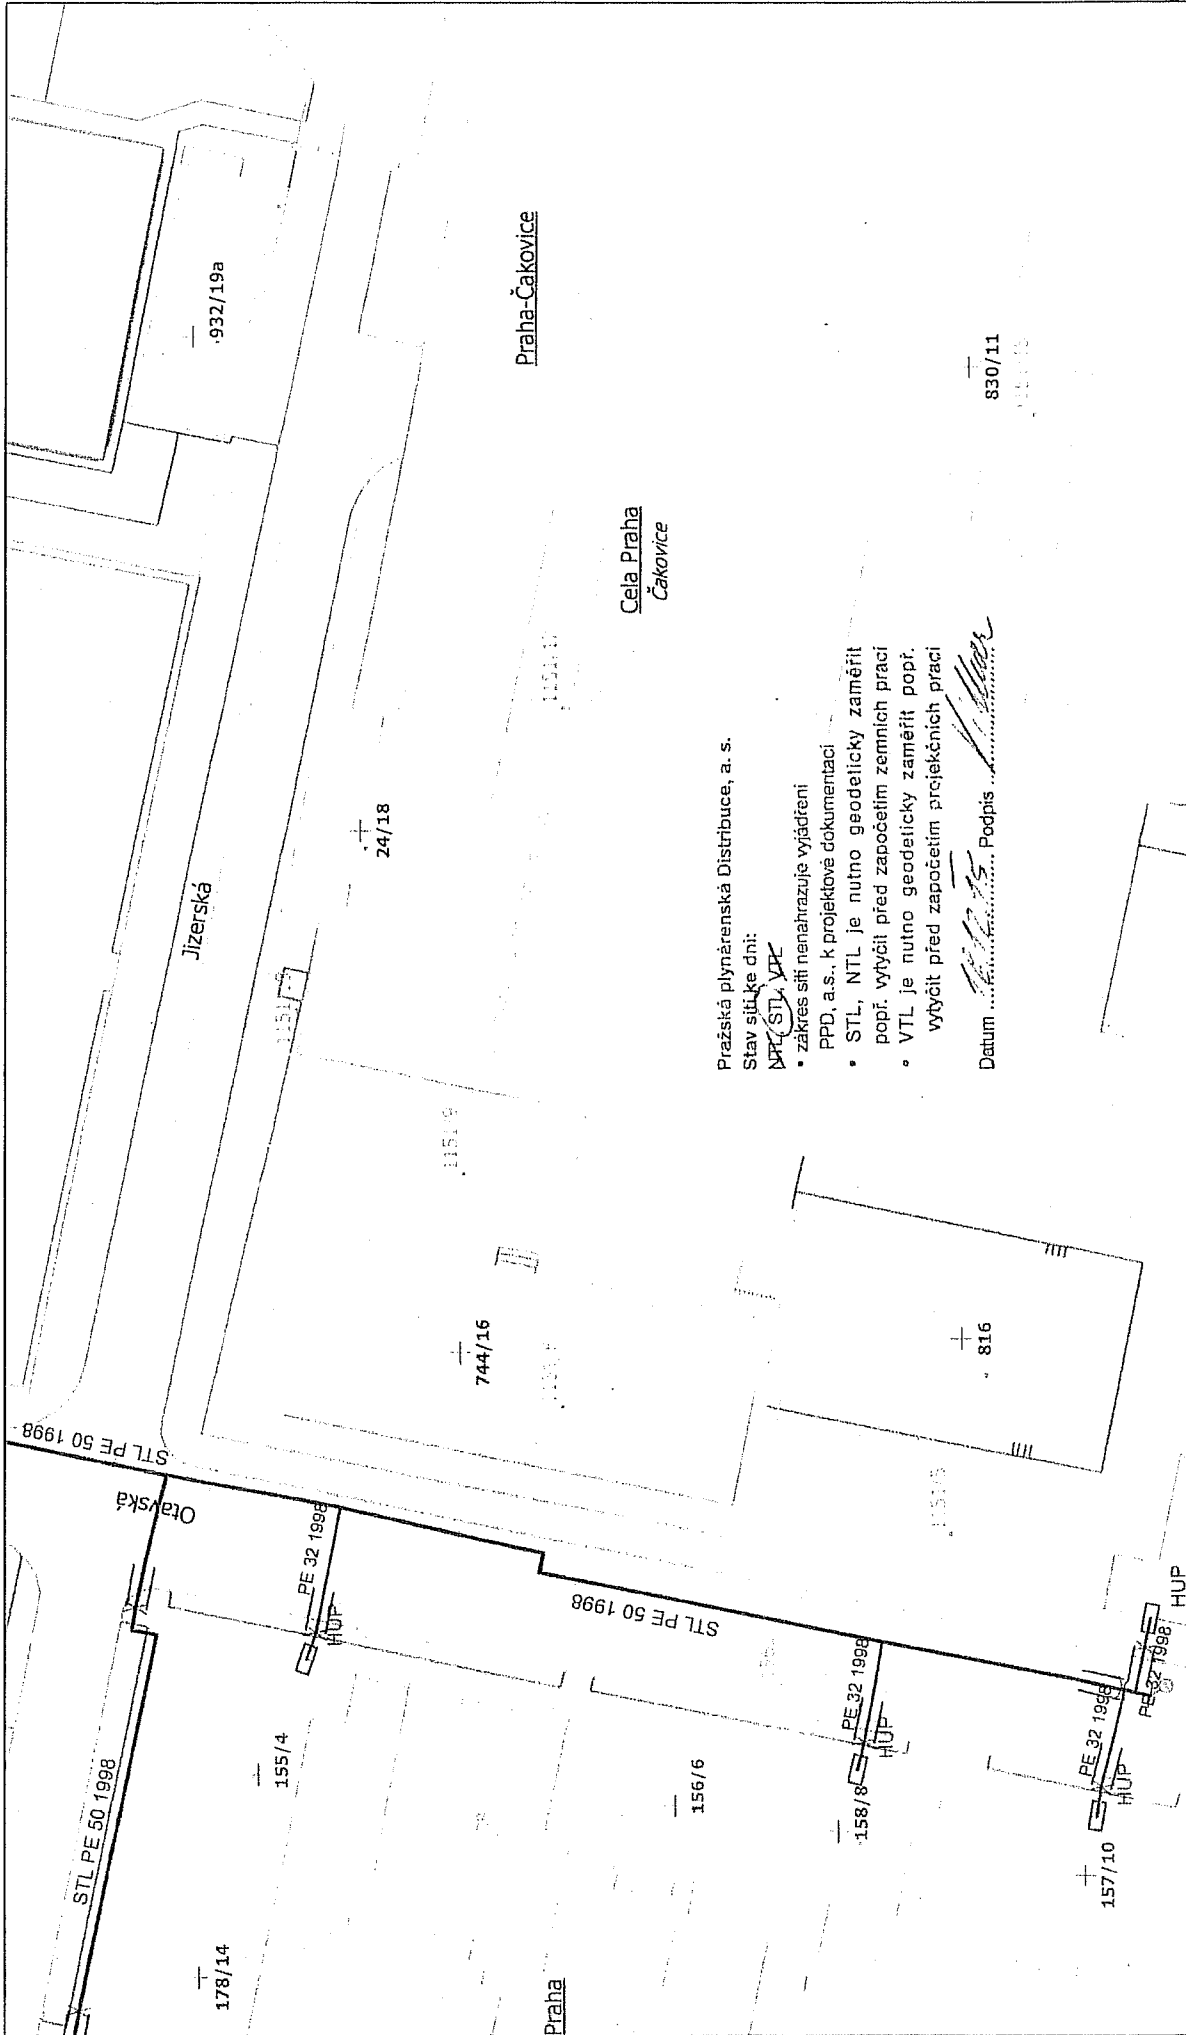 932/19a
Praha-Čakovice
830/11
Cela Praha
Čakovice
Jizerská
24/18
Pražská plynárenská Distribuce, a. s.
Stav sítí ke dni:
NTL, STL, VTL
• zákres sítí nenahrazuje vyjádření
PPD, a.s., k projektové dokumentaci
• STL, NTL je nutno geodeticky zaměřit
popř. vytyčit před započetím zemních prací
• VTL je nutno geodeticky zaměřit popř.
vytyčit před započetím projekčních prací
Datum ............ Podpis ............
1151/9
744/16
816
1151/5
STL PE 50 1998
Otavská
PE 32 1998
HUP
STL PE 50 1998
STL PE 50 1998
155/4
178/14
156/6
PE 32 1998
HUP
158/8
PE 32 1998
HUP
PE 32 1998
HUP
157/10
Praha